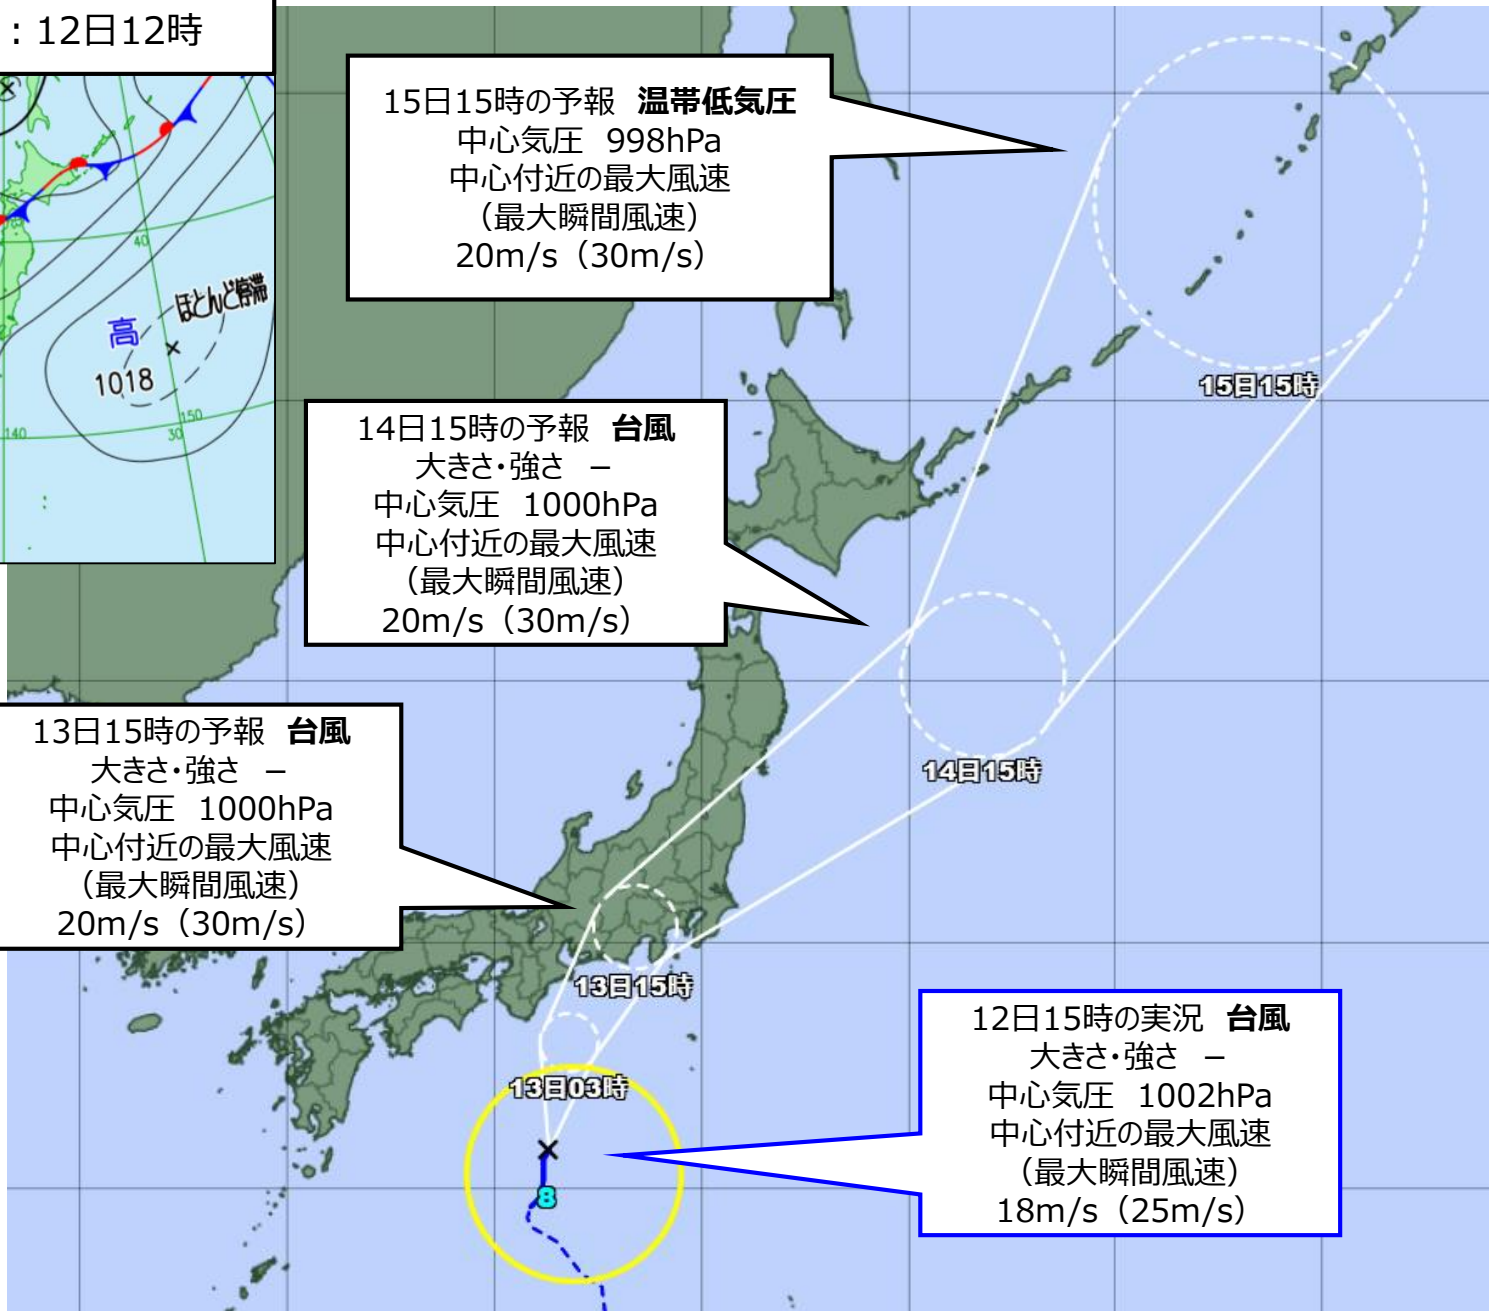 ：12日12時
40
ほとんど停滞
高
1018
150
140
30
15日15時の予報 温帯低気圧
中心気圧 998hPa
中心付近の最大風速
（最大瞬間風速）
20m/s（30m/s）
15日15時
14日15時の予報 台風
大きさ・強さ －
中心気圧 1000hPa
中心付近の最大風速
（最大瞬間風速）
20m/s（30m/s）
14日15時
13日15時の予報 台風
大きさ・強さ －
中心気圧 1000hPa
中心付近の最大風速
（最大瞬間風速）
20m/s（30m/s）
13日15時
13日03時
8
12日15時の実況 台風
大きさ・強さ －
中心気圧 1002hPa
中心付近の最大風速
（最大瞬間風速）
18m/s（25m/s）